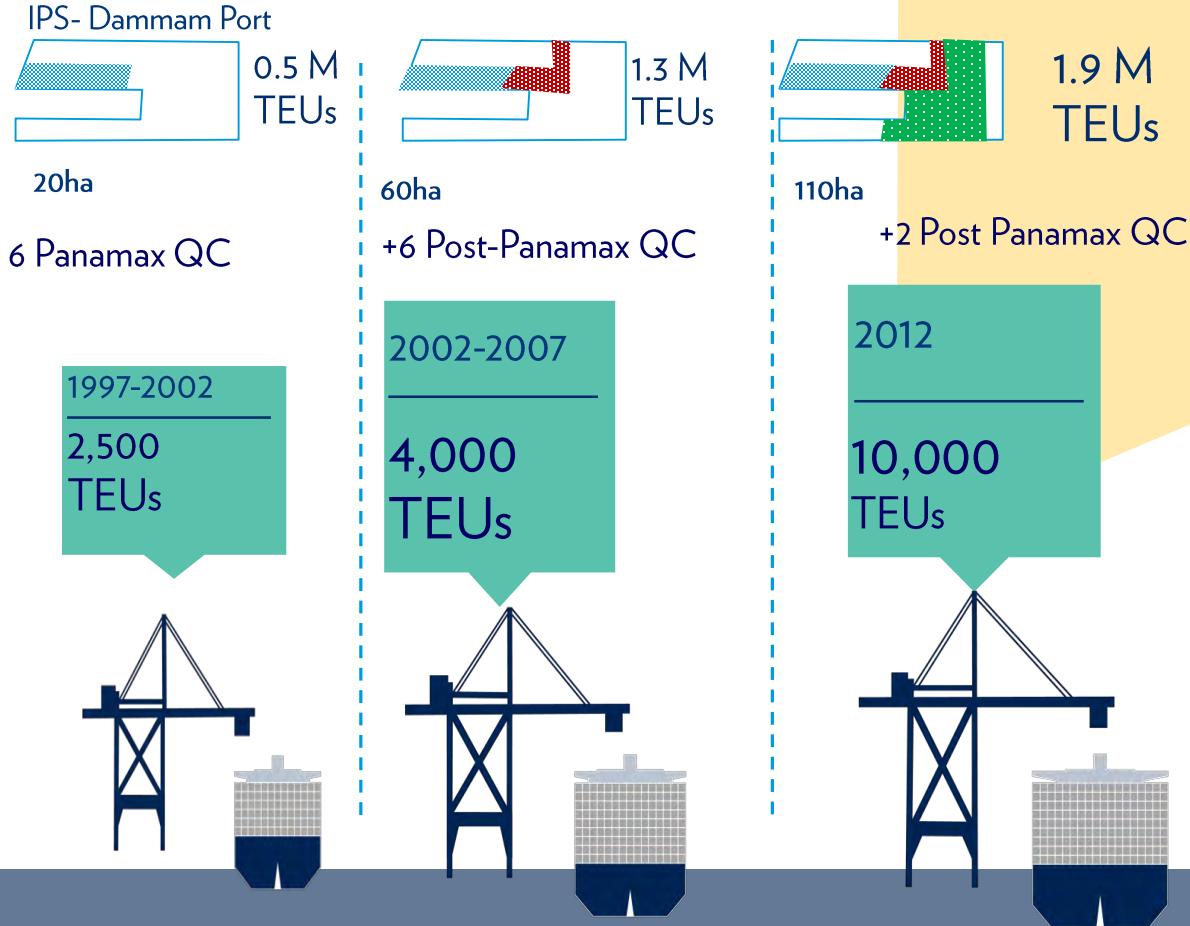 IPS- Dammam Port
0.5 M
TEUs
20ha
6 Panamax QC
1997-2002
2,500
TEUs
1.3 M
TEUs
60ha
+6 Post-Panamax QC
2002-2007
4,000
TEUs
1.9 M
TEUs
110ha
+2 Post Panamax QC
2012
10,000
TEUs